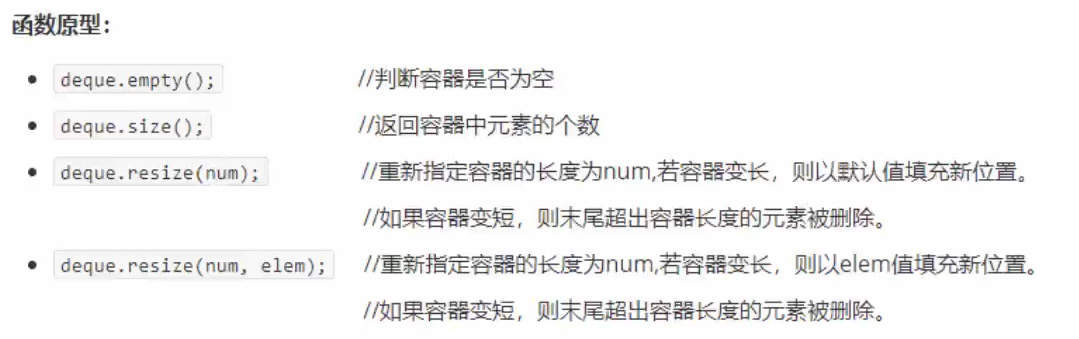 函数原型：
deque.empty(); //判断容器是否为空
deque.size(); //返回容器中元素的个数
deque.resize(num); //重新指定容器的长度为num,若容器变长，则以默认值填充新位置。
//如果容器变短，则末尾超出容器长度的元素被删除。
deque.resize(num, elem); //重新指定容器的长度为num,若容器变长，则以elem值填充新位置。
//如果容器变短，则末尾超出容器长度的元素被删除。